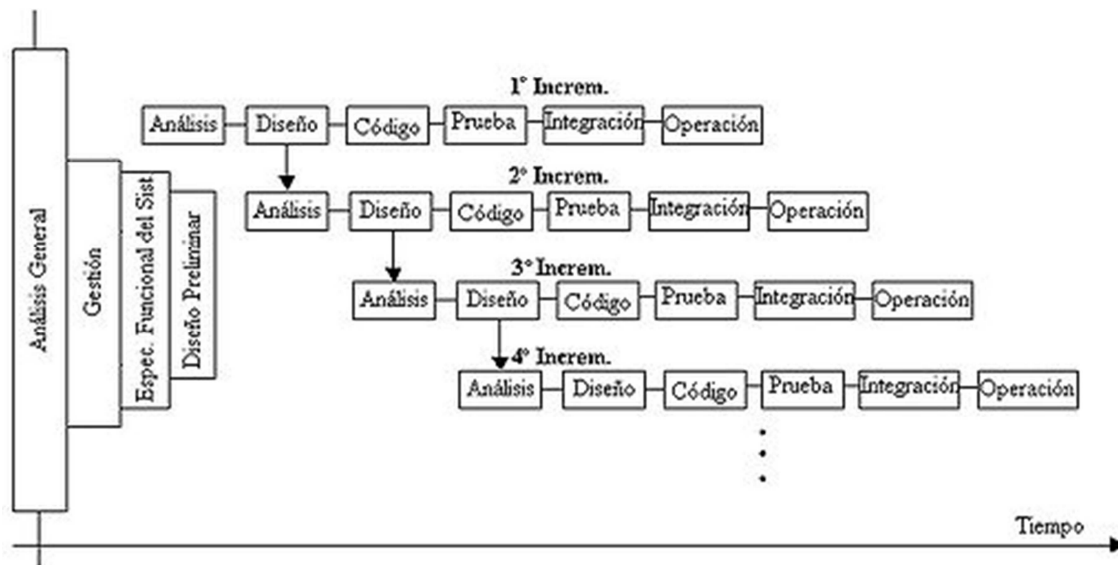 Análisis General
Gestión
Espec. Funcional del Sist
Diseño Preliminar
1º Increm.
Análisis Diseño Código Prueba Integración Operación
2º Increm.
Análisis Diseño Código Prueba Integración Operación
3º Increm.
Análisis Diseño Código Prueba Integración Operación
4º Increm.
Análisis Diseño Código Prueba Integración Operación
Tiempo